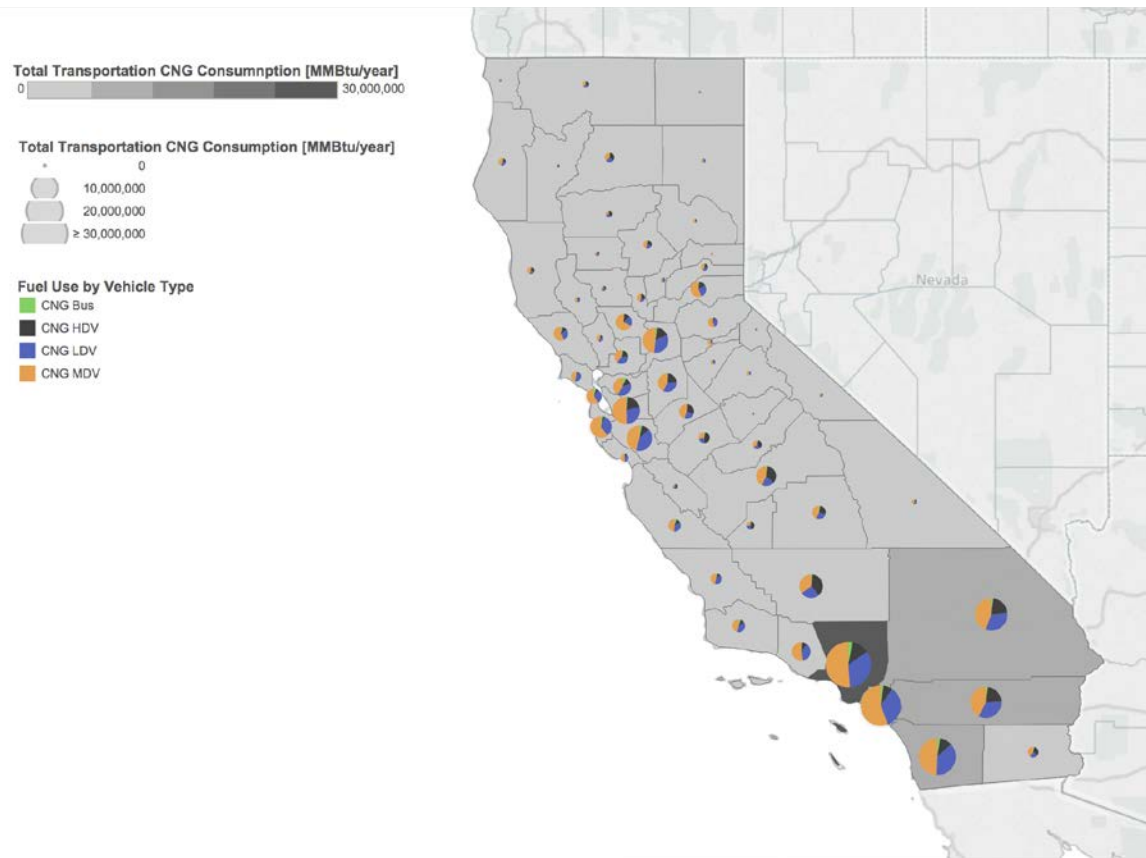 Total Transportation CNG Consumnption [MMBtu/year]
0 30,000,000
Total Transportation CNG Consumption [MMBtu/year]
0
10,000,000
20,000,000
≥ 30,000,000
Fuel Use by Vehicle Type
CNG Bus
CNG HDV
CNG LDV
CNG MDV
Nevada